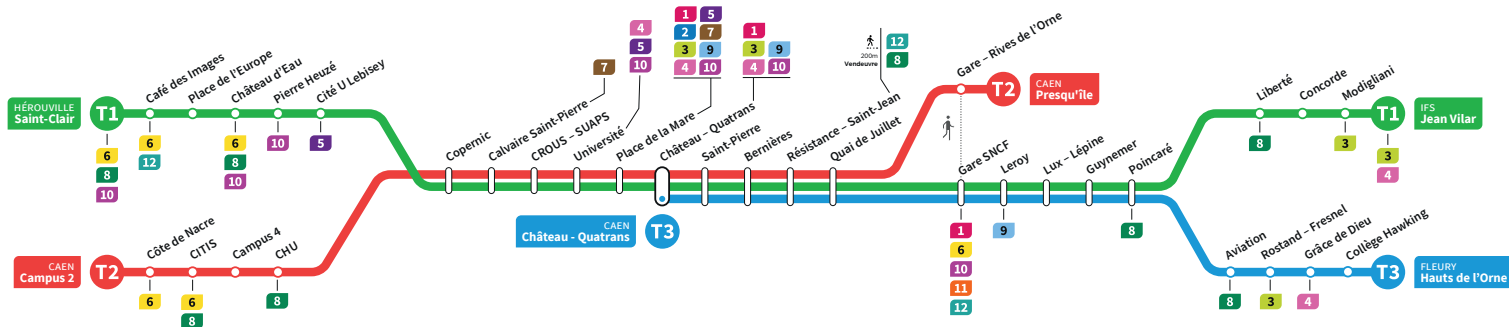 HÉROUVILLE
Saint-Clair
T1
6
8
10
Café des Images
6
12
Place de l'Europe
Château d'Eau
6
8
10
Pierre Heuzé
10
Cité U Lebisey
5
CAEN
Campus 2
T2
Côte de Nacre
6
CITIS
6
8
Campus 4
CHU
8
Copernic
Calvaire Saint-Pierre
7
CROUS – SUAPS
Université
4
5
10
Place de la Mare
1 5
2 7
3 9
4 10
Château – Quatrans
1
3 9
4 10
CAEN
Château - Quatrans
T3
Saint-Pierre
Bernières
Résistance – Saint-Jean
200m
Vendeuvre
12
8
Quai de Juillet
Gare – Rives de l'Orne
T2
CAEN
Presqu'île
Gare SNCF
1
6
10
11
12
Leroy
9
Lux – Lépine
Guynemer
Poincaré
8
Liberté
8
Concorde
Modigliani
3
T1
3
4
IFS
Jean Vilar
Aviation
8
Rostand – Fresnel
3
Grâce de Dieu
4
Collège Hawking
T3
FLEURY
Hauts de l'Orne